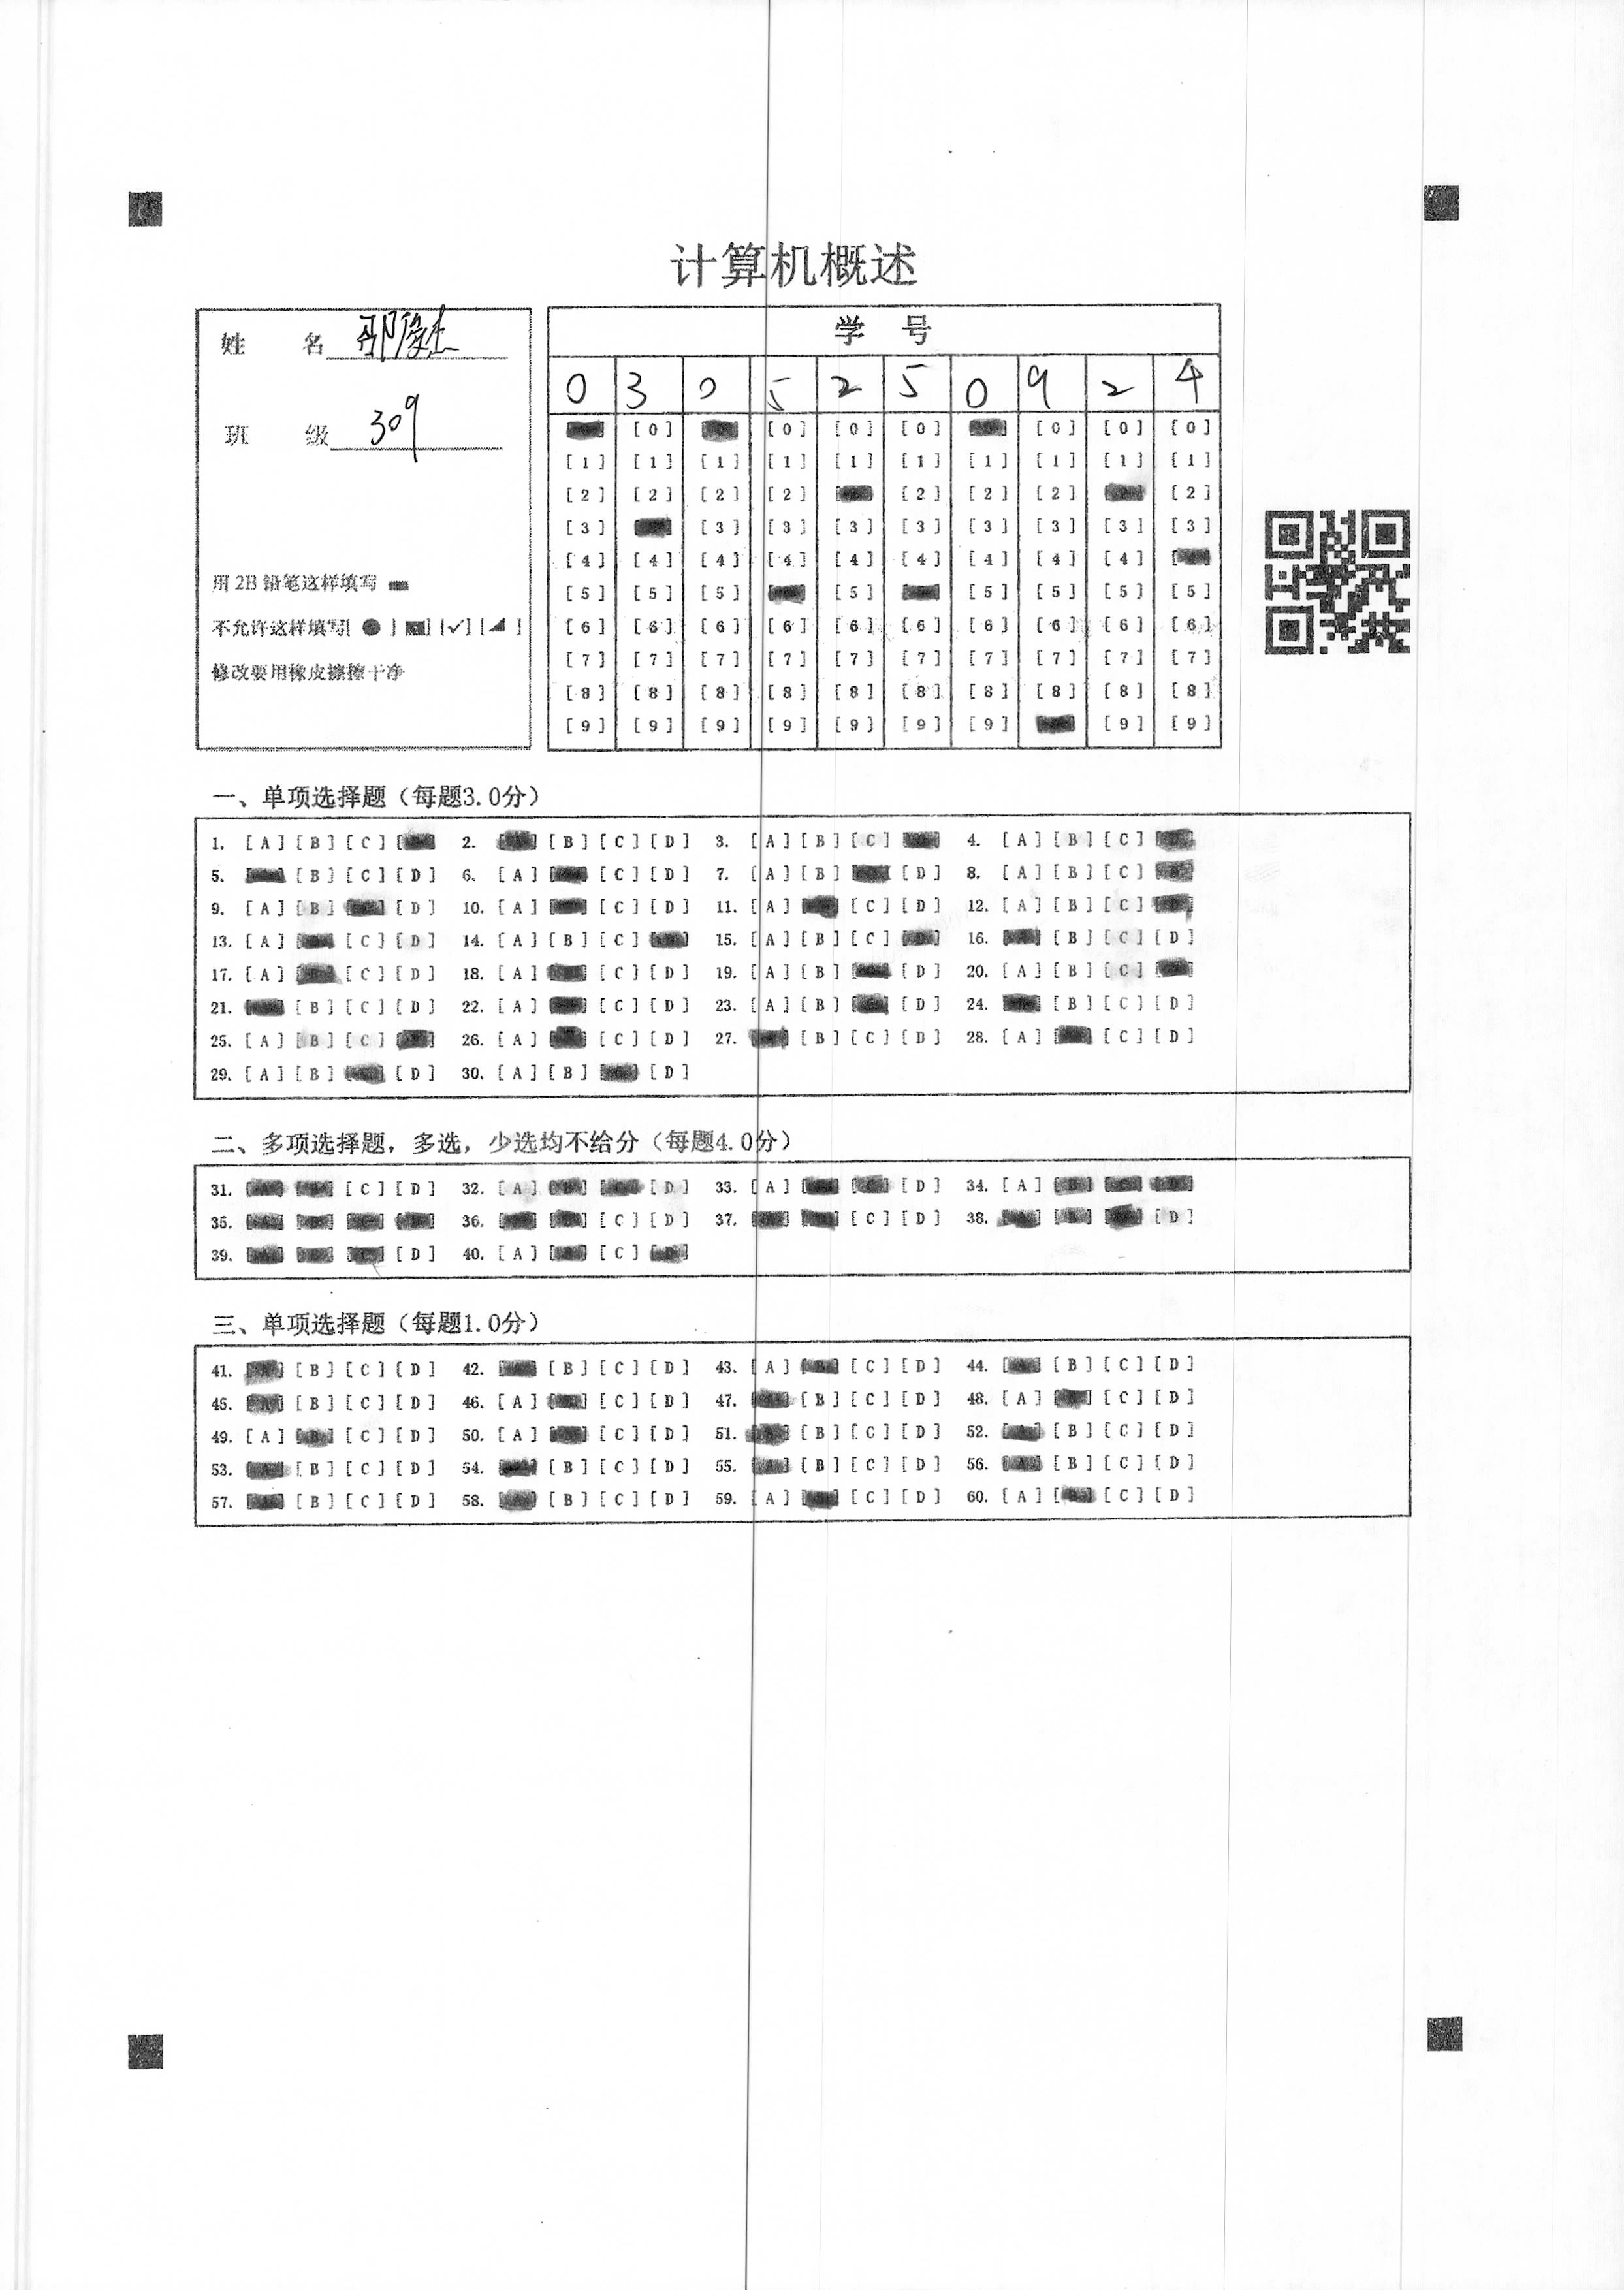 计算机概述
姓 名
班 级 309
用 2B 铅笔这样填写
不允许这样填写[ ● ] [ ] [✓] [ ]
修改要用橡皮擦擦干净
学 号
0 3 0 5 2 5 0 9 2 4
[0] [0] [0] [0] [0] [0] [0]
[1] [1] [1] [1] [1] [1] [1] [1] [1] [1]
[2] [2] [2] [2] [2] [2] [2] [2]
[3] [3] [3] [3] [3] [3] [3] [3] [3]
[4] [4] [4] [4] [4] [4] [4] [4] [4]
[5] [5] [5] [5] [5] [5] [5] [5]
[6] [6] [6] [6] [6] [6] [6] [6] [6] [6]
[7] [7] [7] [7] [7] [7] [7] [7] [7] [7]
[8] [8] [8] [8] [8] [8] [8] [8] [8] [8]
[9] [9] [9] [9] [9] [9] [9] [9] [9]
一、单项选择题（每题3.0分）
1. [A] [B] [C] 2. [B] [C] [D] 3. [A] [B] [C] 4. [A] [B] [C]
5. [B] [C] [D] 6. [A] [C] [D] 7. [A] [B] [D] 8. [A] [B] [C]
9. [A] [B] [D] 10. [A] [C] [D] 11. [A] [C] [D] 12. [A] [B] [C]
13. [A] [C] [D] 14. [A] [B] [C] 15. [A] [B] [C] 16. [B] [C] [D]
17. [A] [C] [D] 18. [A] [C] [D] 19. [A] [B] [D] 20. [A] [B] [C]
21. [B] [C] [D] 22. [A] [C] [D] 23. [A] [B] [D] 24. [B] [C] [D]
25. [A] [B] [C] 26. [A] [C] [D] 27. [B] [C] [D] 28. [A] [C] [D]
29. [A] [B] [D] 30. [A] [B] [D]
二、多项选择题，多选，少选均不给分（每题4.0分）
31. [C] [D] 32. [A] [D] 33. [A] [D] 34. [A]
35. 36. [C] [D] 37. [C] [D] 38. [D]
39. [D] 40. [A] [C]
三、单项选择题（每题1.0分）
41. [B] [C] [D] 42. [B] [C] [D] 43. [A] [C] [D] 44. [B] [C] [D]
45. [B] [C] [D] 46. [A] [C] [D] 47. [B] [C] [D] 48. [A] [C] [D]
49. [A] [C] [D] 50. [A] [C] [D] 51. [B] [C] [D] 52. [B] [C] [D]
53. [B] [C] [D] 54. [B] [C] [D] 55. [B] [C] [D] 56. [B] [C] [D]
57. [B] [C] [D] 58. [B] [C] [D] 59. [A] [C] [D] 60. [A] [C] [D]